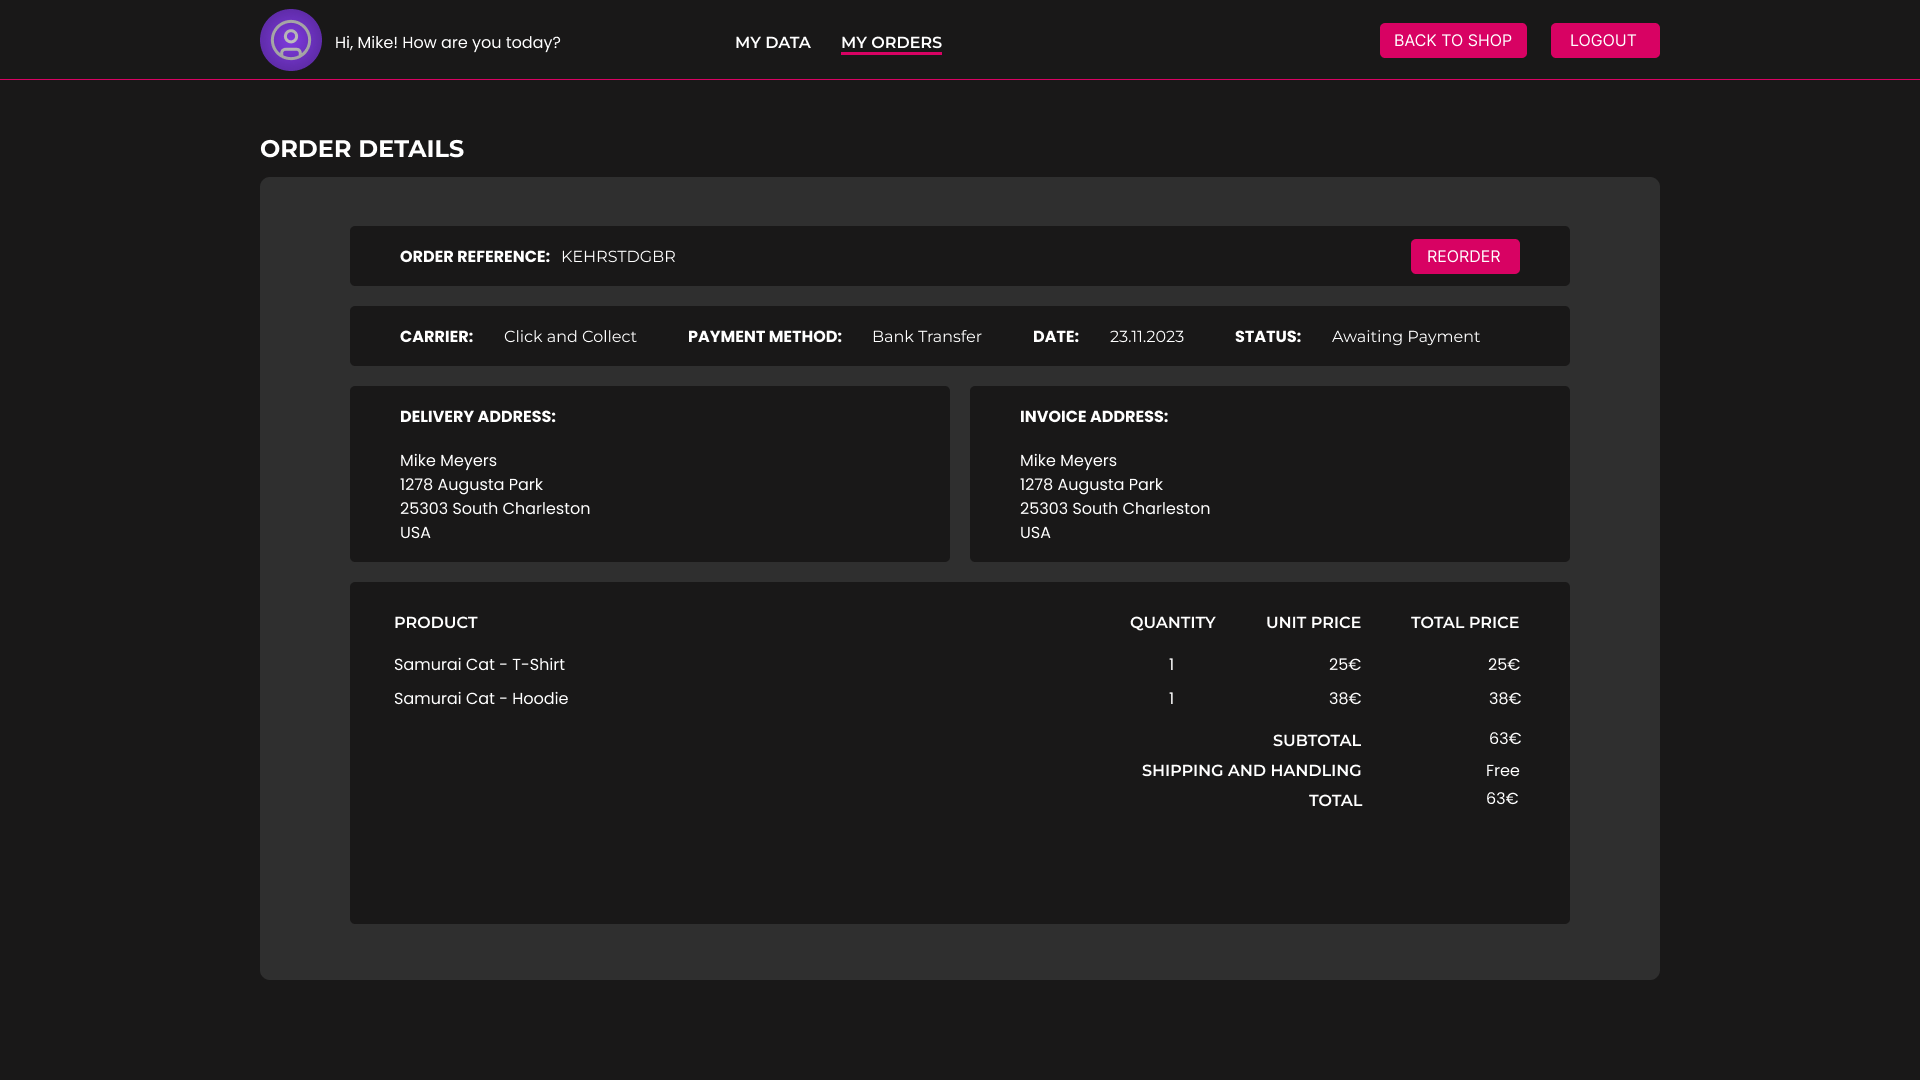 Hi, Mike! How are you today?
MY DATA
MY ORDERS
BACK TO SHOP
LOGOUT
ORDER DETAILS
ORDER REFERENCE: KEHRSTDGBR
REORDER
CARRIER: Click and Collect PAYMENT METHOD: Bank Transfer DATE: 23.11.2023 STATUS: Awaiting Payment
DELIVERY ADDRESS:
Mike Meyers
1278 Augusta Park
25303 South Charleston
USA
INVOICE ADDRESS:
Mike Meyers
1278 Augusta Park
25303 South Charleston
USA
PRODUCT QUANTITY UNIT PRICE TOTAL PRICE
Samurai Cat - T-Shirt 1 25€ 25€
Samurai Cat - Hoodie 1 38€ 38€
SUBTOTAL 63€
SHIPPING AND HANDLING Free
TOTAL 63€